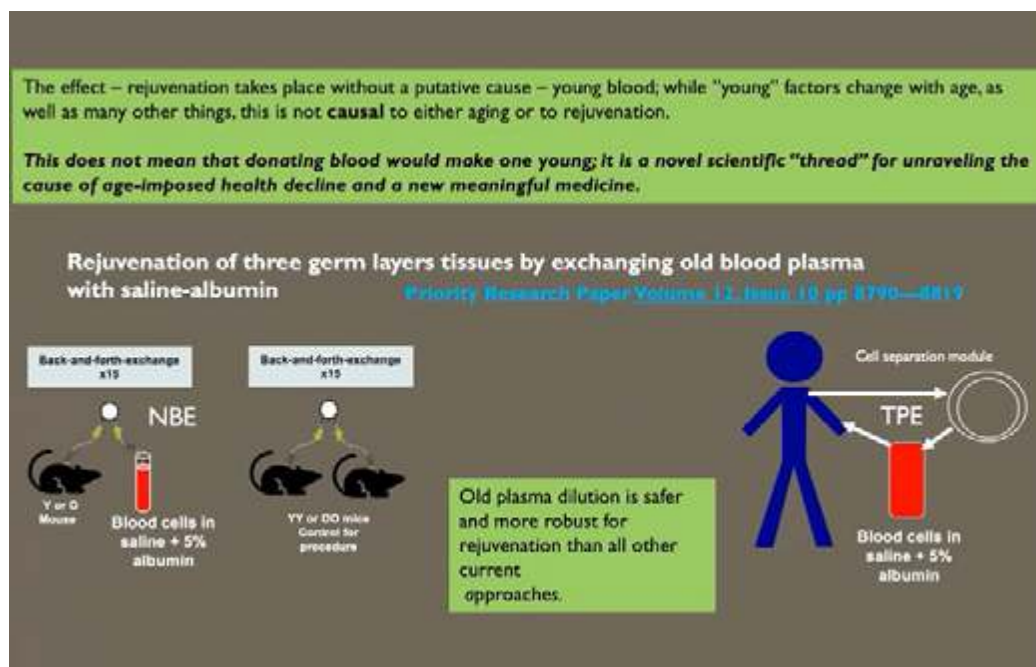 The effect – rejuvenation takes place without a putative cause – young blood; while "young" factors change with age, as
well as many other things, this is not causal to either aging or to rejuvenation.
This does not mean that donating blood would make one young; it is a novel scientific "thread" for unraveling the
cause of age-imposed health decline and a new meaningful medicine.
Rejuvenation of three germ layers tissues by exchanging old blood plasma
with saline-albumin
Priority Research Paper Volume 12, Issue 10 pp 8790—8819
Back-and-forth-exchange
x15
NBE
Y or O
Mouse
Blood cells in
saline + 5%
albumin
Back-and-forth-exchange
x15
YY or OO mice
Control for
procedure
Old plasma dilution is safer
and more robust for
rejuvenation than all other
current
approaches.
Cell separation module
TPE
Blood cells in
saline + 5%
albumin